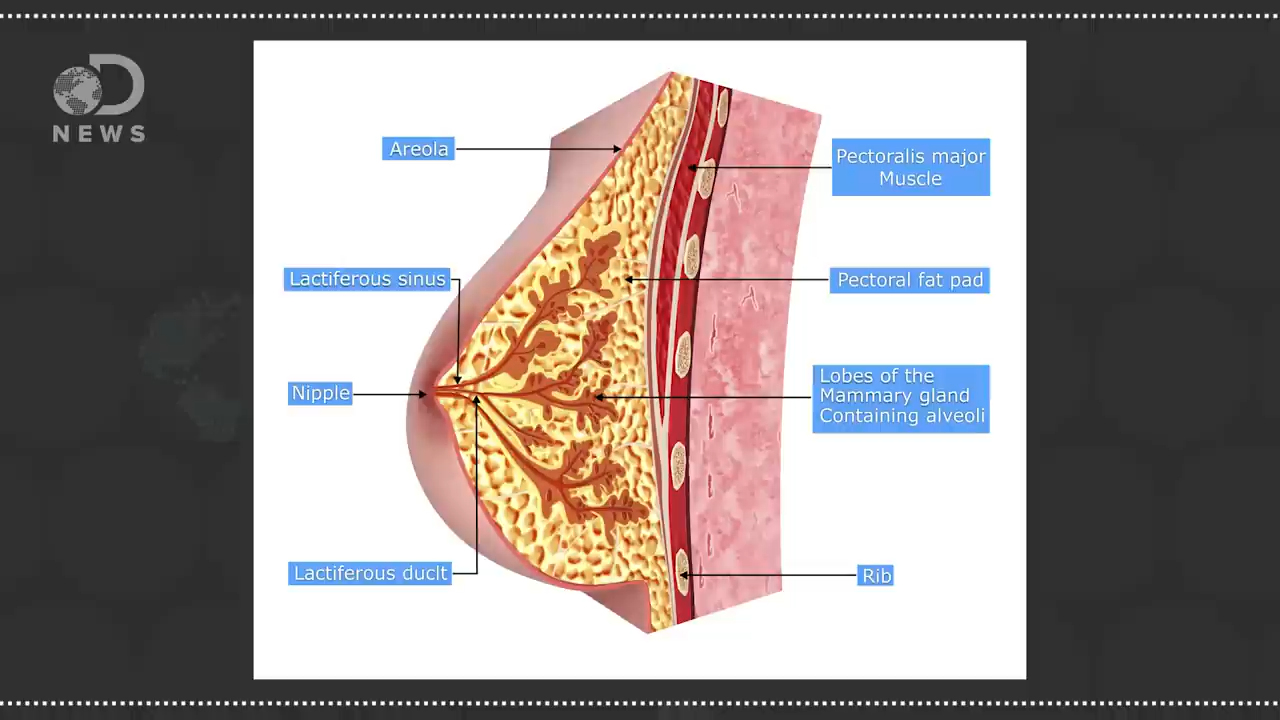 NEWS
Areola
Pectoralis major
Muscle
Lactiferous sinus
Pectoral fat pad
Nipple
Lobes of the
Mammary gland
Containing alveoli
Lactiferous duclt
Rib